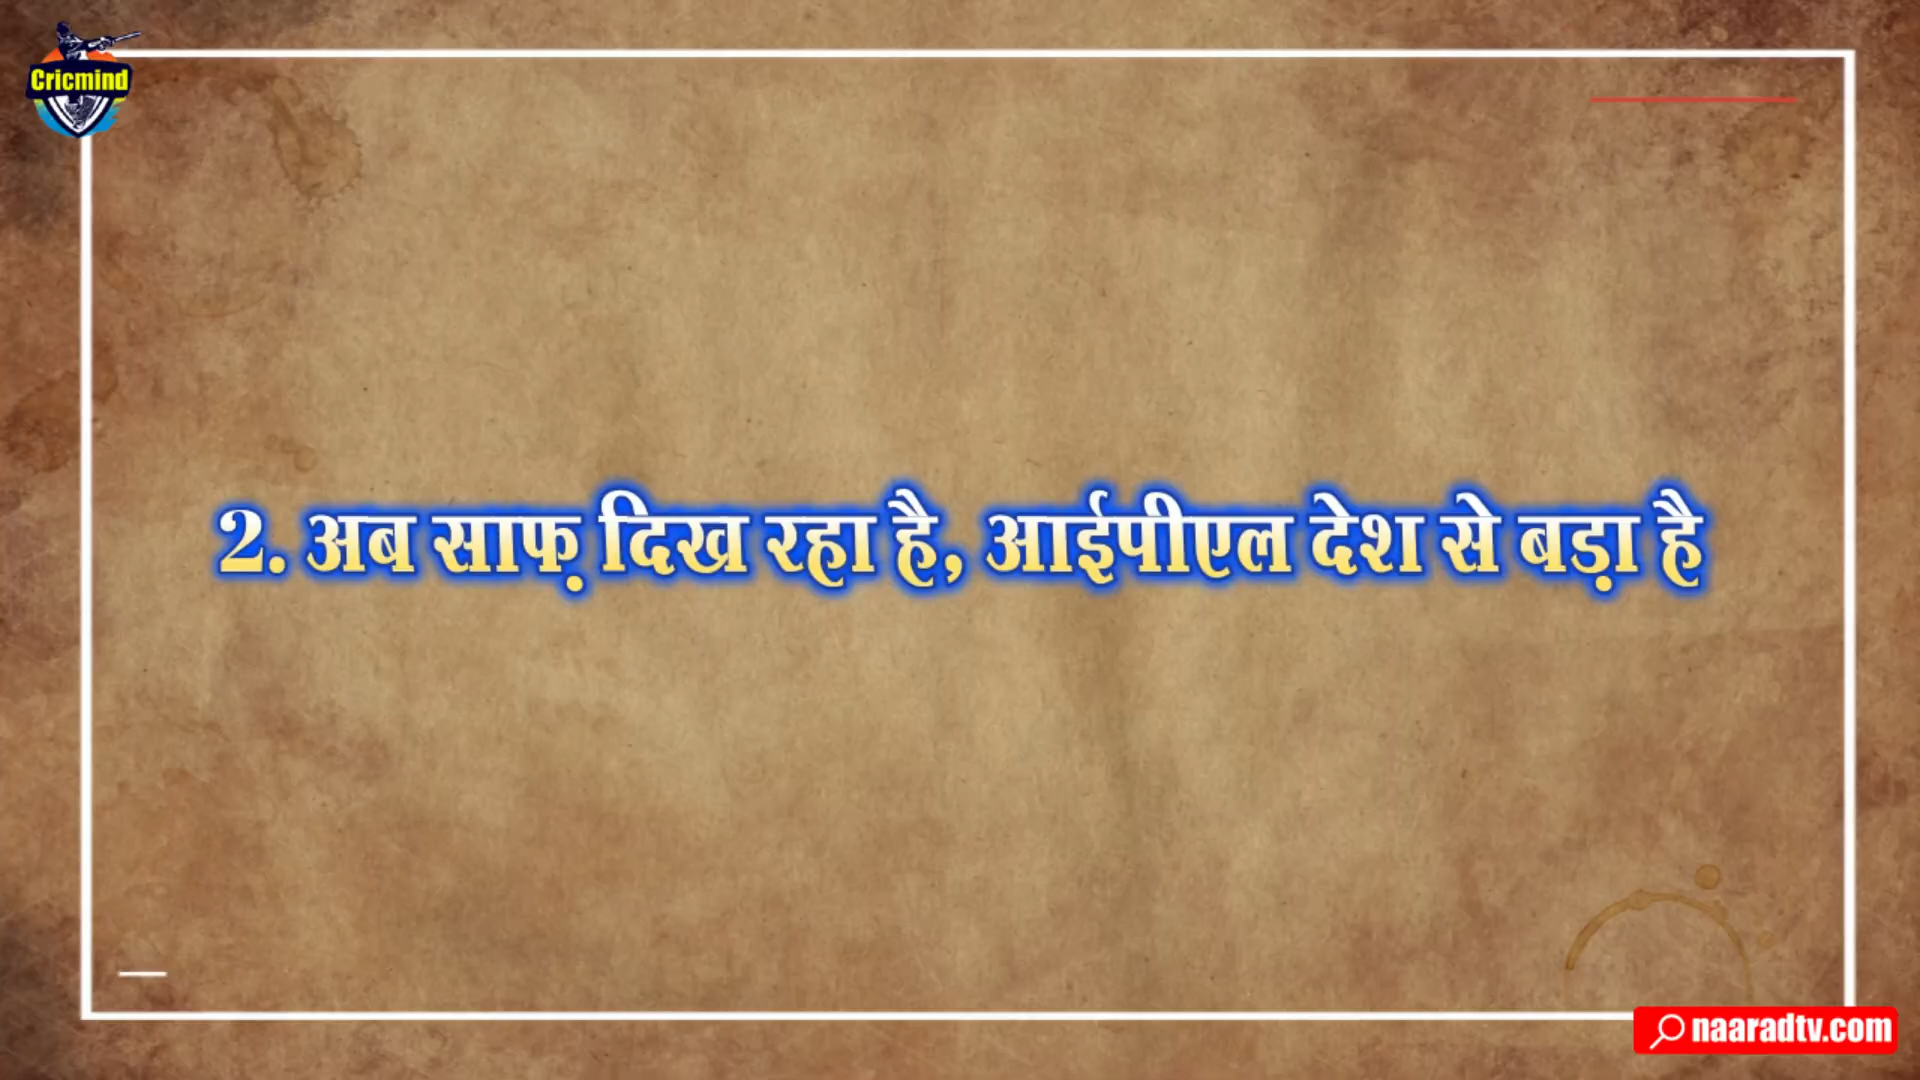 Cricmind
2. अब साफ़ दिख रहा है, आईपीएल देश से बड़ा है
naaradtv.com